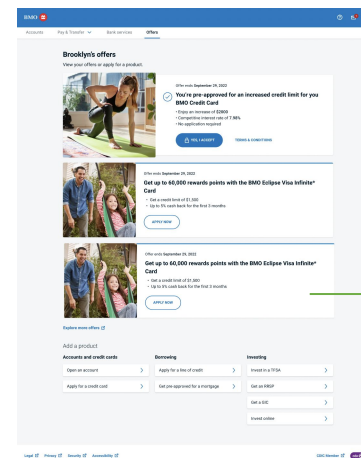 BMO
Accounts Pay & Transfer Bank services Offers
Brooklyn's offers
View your offers or apply for a product.
Offer ends September 29, 2022
You're pre-approved for an increased credit limit for you
BMO Credit Card
• Enjoy an increase of $2000
• Competitive interest rate of 7.98%
• No application required
YES, I ACCEPT TERMS & CONDITIONS
Offer ends September 29, 2022
Get up to 60,000 rewards points with the BMO Eclipse Visa Infinite*
Card
• Get a credit limit of $1,500
• Up to 5% cash back for the first 3 months
APPLY NOW
Offer ends September 29, 2022
Get up to 60,000 rewards points with the BMO Eclipse Visa Infinite*
Card
• Get a credit limit of $1,500
• Up to 5% cash back for the first 3 months
APPLY NOW
Explore more offers
Add a product
Accounts and credit cards Borrowing Investing
Open an account Apply for a line of credit Invest in a TFSA
Apply for a credit card Get pre-approved for a mortgage Get an RRSP
Get a GIC
Invest online
Legal Privacy Security Accessibility CDIC Member